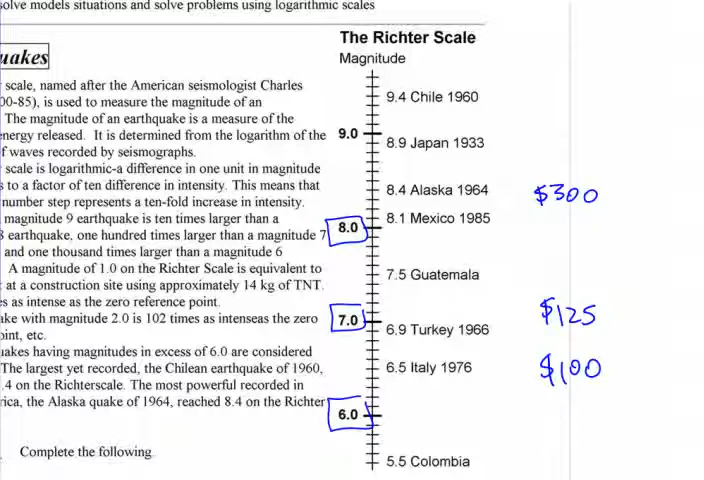 solve models situations and solve problems using logarithmic scales
uakes
scale, named after the American seismologist Charles
00-85), is used to measure the magnitude of an
The magnitude of an earthquake is a measure of the
nergy released. It is determined from the logarithm of the
f waves recorded by seismographs.
scale is logarithmic-a difference in one unit in magnitude
s to a factor of ten difference in intensity. This means that
number step represents a ten-fold increase in intensity.
magnitude 9 earthquake is ten times larger than a
8 earthquake, one hundred times larger than a magnitude 7
and one thousand times larger than a magnitude 6
A magnitude of 1.0 on the Richter Scale is equivalent to
at a construction site using approximately 14 kg of TNT.
es as intense as the zero reference point.
ake with magnitude 2.0 is 102 times as intenseas the zero
oint, etc.
uakes having magnitudes in excess of 6.0 are considered
The largest yet recorded, the Chilean earthquake of 1960,
.4 on the Richterscale. The most powerful recorded in
rica, the Alaska quake of 1964, reached 8.4 on the Richter
Complete the following
The Richter Scale
Magnitude
9.4 Chile 1960
9.0
8.9 Japan 1933
8.4 Alaska 1964 $300
8.1 Mexico 1985
8.0
7.5 Guatemala
7.0 $125
6.9 Turkey 1966
6.5 Italy 1976 $100
6.0
5.5 Colombia